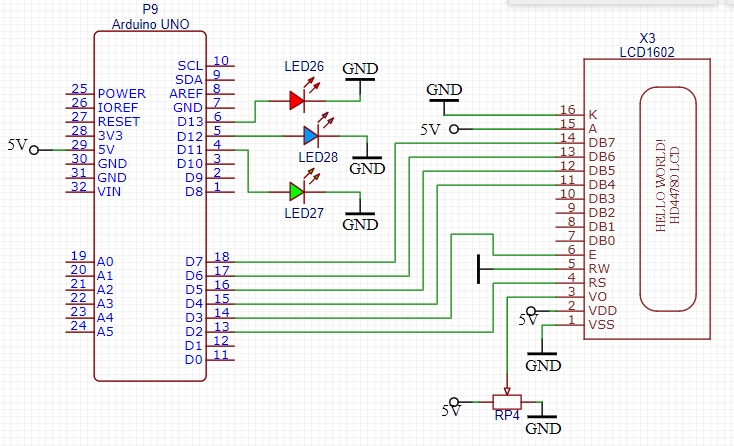 P9
Arduino UNO
SCL 10
SDA 9
AREF 8
GND 7
D13 6
D12 5
D11 4
D10 3
D9 2
D8 1
25 POWER
26 IOREF
27 RESET
28 3V3
5V 29 5V
30 GND
31 GND
32 VIN
19 A0
20 A1
21 A2
22 A3
23 A4
24 A5
D7 18
D6 17
D5 16
D4 15
D3 14
D2 13
D1 12
D0 11
LED26
GND
LED28
GND
LED27
GND
X3
LCD1602
GND
5V
16 K
15 A
14 DB7
13 DB6
12 DB5
11 DB4
10 DB3
9 DB2
8 DB1
7 DB0
6 E
5 RW
4 RS
3 VO
2 VDD
1 VSS
HELLO WORLD!
HD44780 LCD
5V
GND
5V
RP4
GND